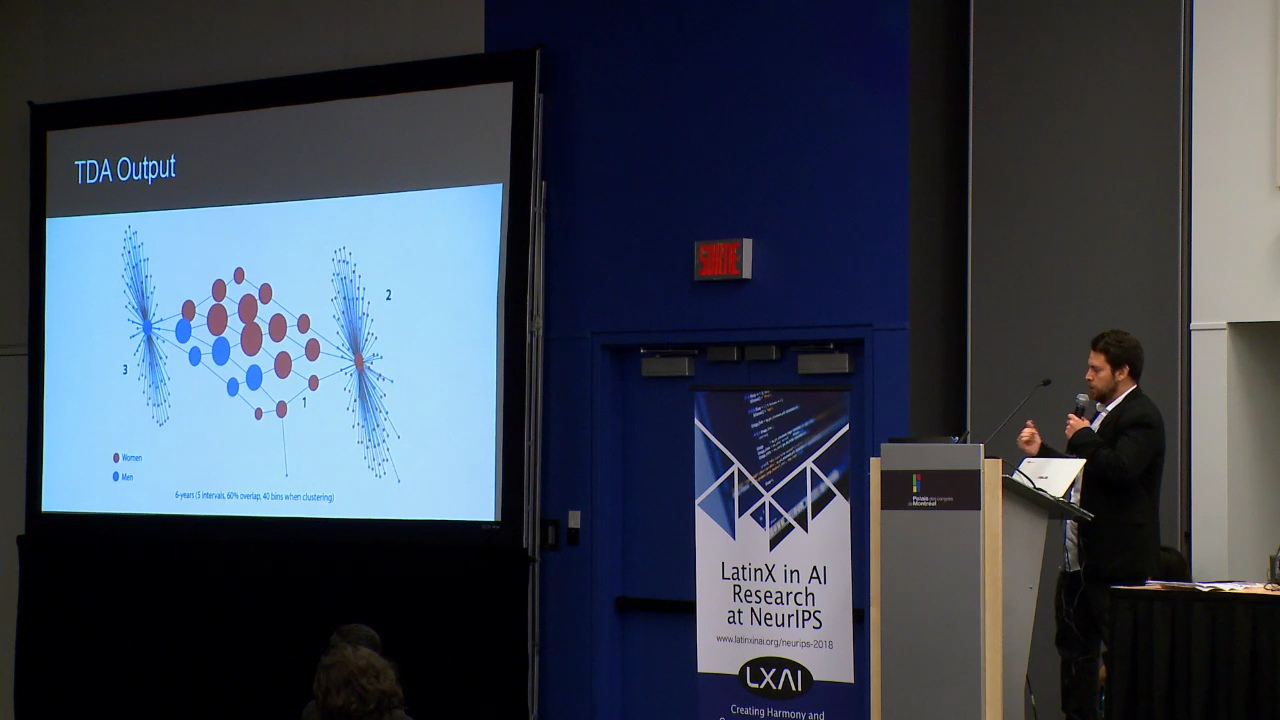 TDA Output
2
3
1
Women
Men
6-years (5 intervals, 60% overlap, 40 bins when clustering)
SORTIE
LatinX in AI
Research
at NeurIPS
www.latinxinai.org/neurips-2018
LXAI
Creating Harmony and
Palais des congrès
de Montréal